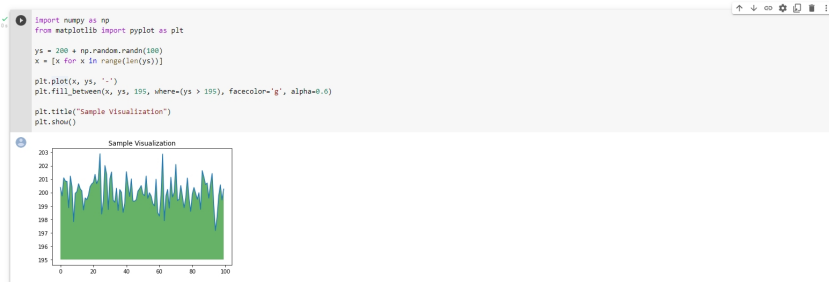 import numpy as np
from matplotlib import pyplot as plt
ys = 200 + np.random.randn(100)
x = [x for x in range(len(ys))]
plt.plot(x, ys, '-')
plt.fill_between(x, ys, 195, where=(ys > 195), facecolor='g', alpha=0.6)
plt.title("Sample Visualization")
plt.show()
Sample Visualization
203
202
201
200
199
198
197
196
195
0 20 40 60 80 100